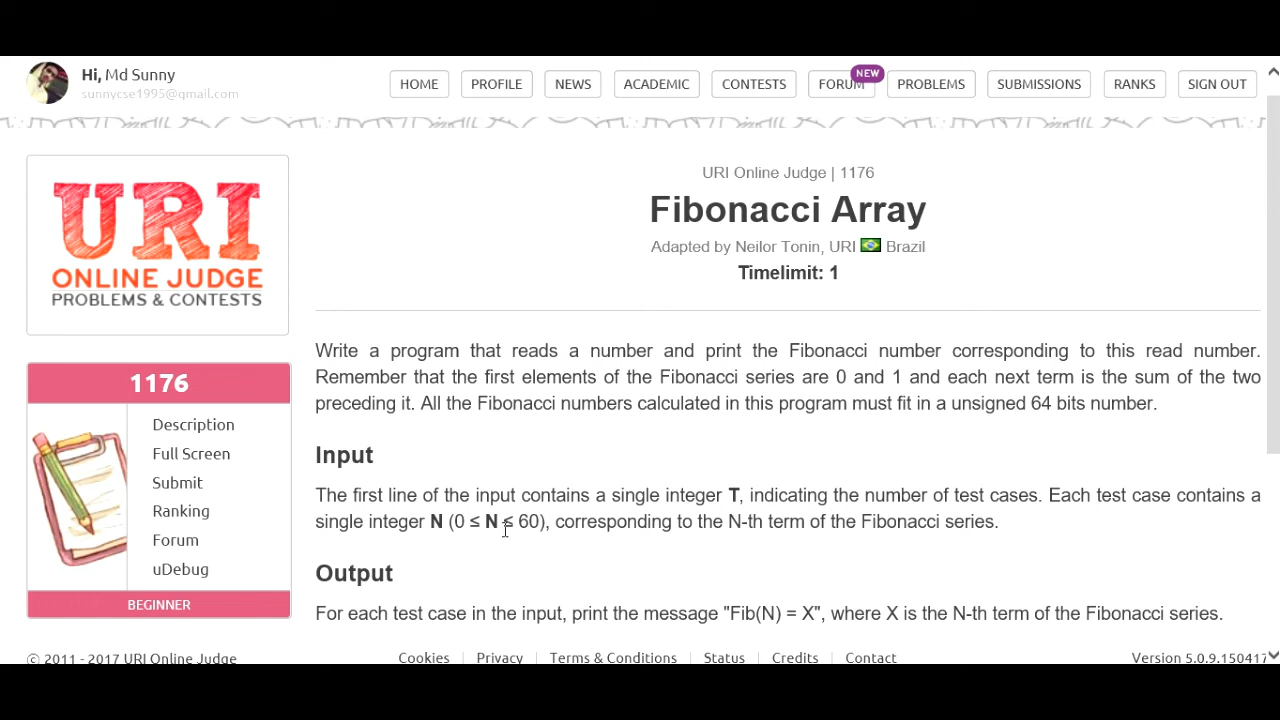 Hi, Md Sunny
sunnycse1995@gmail.com
HOME
PROFILE
NEWS
ACADEMIC
CONTESTS
FORUM
NEW
PROBLEMS
SUBMISSIONS
RANKS
SIGN OUT
URI
ONLINE JUDGE
PROBLEMS & CONTESTS
1176
Description
Full Screen
Submit
Ranking
Forum
uDebug
BEGINNER
URI Online Judge | 1176
Fibonacci Array
Adapted by Neilor Tonin, URI Brazil
Timelimit: 1
Write a program that reads a number and print the Fibonacci number corresponding to this read number.
Remember that the first elements of the Fibonacci series are 0 and 1 and each next term is the sum of the two
preceding it. All the Fibonacci numbers calculated in this program must fit in a unsigned 64 bits number.
Input
The first line of the input contains a single integer T, indicating the number of test cases. Each test case contains a
single integer N (0 ≤ N ≤ 60), corresponding to the N-th term of the Fibonacci series.
Output
For each test case in the input, print the message "Fib(N) = X", where X is the N-th term of the Fibonacci series.
© 2011 - 2017 URI Online Judge
Cookies
Privacy
Terms & Conditions
Status
Credits
Contact
Version 5.0.9.150417